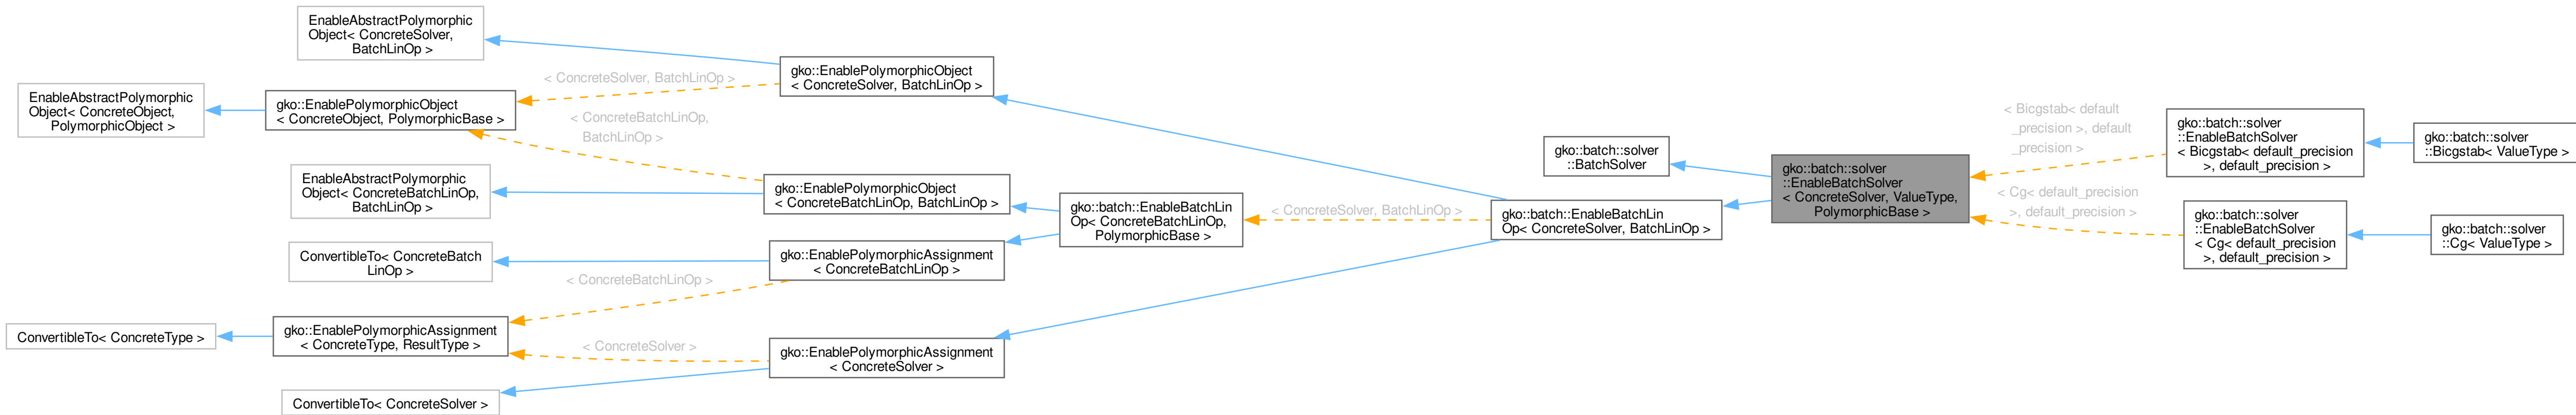 EnableAbstractPolymorphic
Object< ConcreteSolver,
BatchLinOp >
EnableAbstractPolymorphic
Object< ConcreteObject,
PolymorphicObject >
gko::EnablePolymorphicObject
< ConcreteObject, PolymorphicBase >
< ConcreteSolver, BatchLinOp >
< ConcreteBatchLinOp,
BatchLinOp >
gko::EnablePolymorphicObject
< ConcreteSolver, BatchLinOp >
EnableAbstractPolymorphic
Object< ConcreteBatchLinOp,
BatchLinOp >
gko::EnablePolymorphicObject
< ConcreteBatchLinOp, BatchLinOp >
ConvertibleTo< ConcreteBatch
LinOp >
gko::EnablePolymorphicAssignment
< ConcreteBatchLinOp >
< ConcreteBatchLinOp >
ConvertibleTo< ConcreteType >
gko::EnablePolymorphicAssignment
< ConcreteType, ResultType >
< ConcreteSolver >
gko::EnablePolymorphicAssignment
< ConcreteSolver >
ConvertibleTo< ConcreteSolver >
gko::batch::EnableBatchLin
Op< ConcreteBatchLinOp,
PolymorphicBase >
< ConcreteSolver, BatchLinOp >
gko::batch::solver
::BatchSolver
gko::batch::EnableBatchLin
Op< ConcreteSolver, BatchLinOp >
gko::batch::solver
::EnableBatchSolver
< ConcreteSolver, ValueType,
PolymorphicBase >
< Bicgstab< default
_precision >, default
_precision >
< Cg< default_precision
>, default_precision >
gko::batch::solver
::EnableBatchSolver
< Bicgstab< default_precision
>, default_precision >
gko::batch::solver
::Bicgstab< ValueType >
gko::batch::solver
::EnableBatchSolver
< Cg< default_precision
>, default_precision >
gko::batch::solver
::Cg< ValueType >